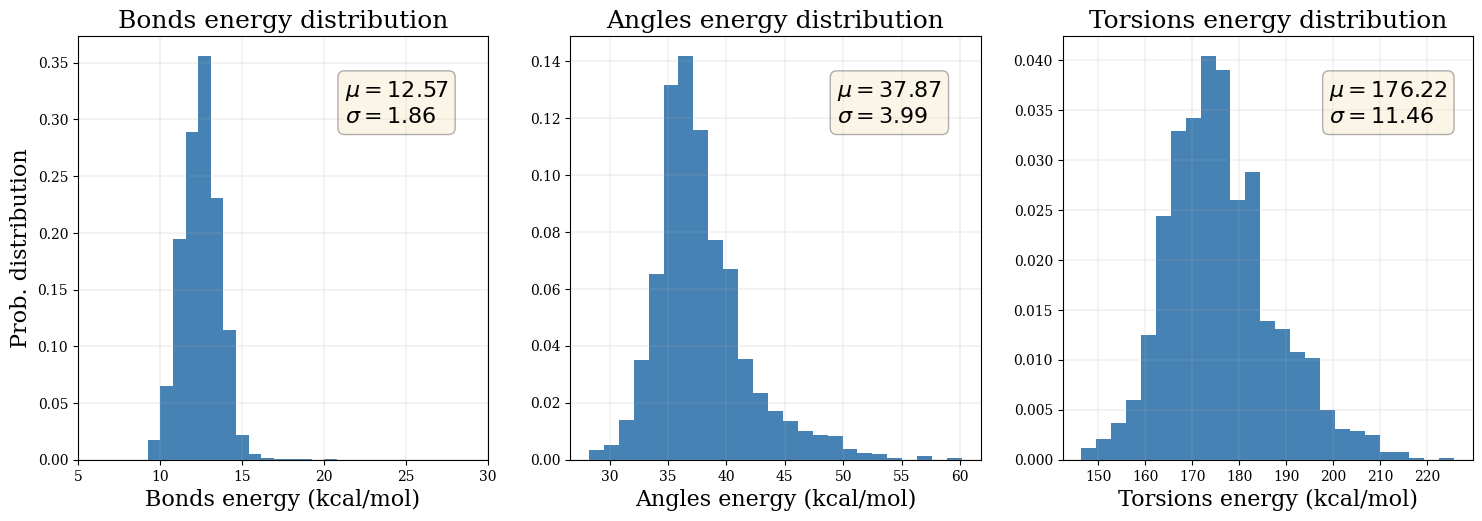 Bonds energy distribution
Prob. distribution
0.35
0.30
0.25
0.20
0.15
0.10
0.05
0.00
μ = 12.57
σ = 1.86
5 10 15 20 25 30
Bonds energy (kcal/mol)
Angles energy distribution
0.14
0.12
0.10
0.08
0.06
0.04
0.02
0.00
μ = 37.87
σ = 3.99
30 35 40 45 50 55 60
Angles energy (kcal/mol)
Torsions energy distribution
0.040
0.035
0.030
0.025
0.020
0.015
0.010
0.005
0.000
μ = 176.22
σ = 11.46
150 160 170 180 190 200 210 220
Torsions energy (kcal/mol)